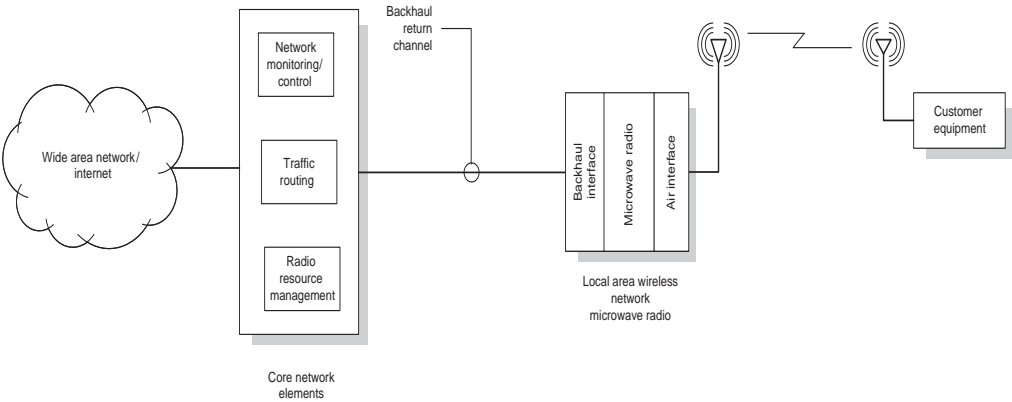 Backhaul
return
channel
Network
monitoring/
control
Wide area network/
internet
Traffic
routing
Radio
resource
management
Core network
elements
Backhaul
interface
Microwave radio
Air interface
Local area wireless
network
microwave radio
Customer
equipment